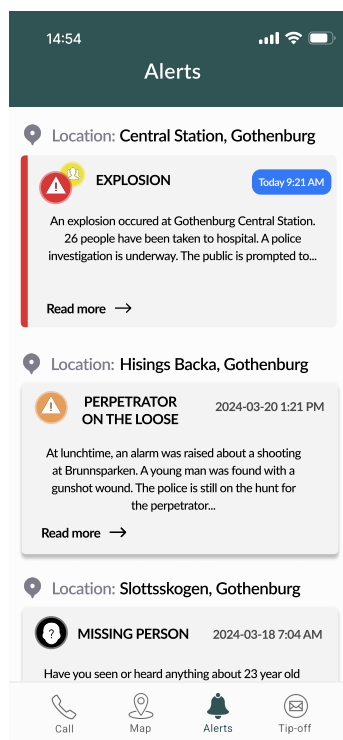 14:54
Alerts
Location: Central Station, Gothenburg
EXPLOSION
Today 9:21 AM
An explosion occured at Gothenburg Central Station.
26 people have been taken to hospital. A police
investigation is underway. The public is prompted to...
Read more
Location: Hisings Backa, Gothenburg
PERPETRATOR
ON THE LOOSE
2024-03-20 1:21 PM
At lunchtime, an alarm was raised about a shooting
at Brunnsparken. A young man was found with a
gunshot wound. The police is still on the hunt for
the perpetrator...
Read more
Location: Slottsskogen, Gothenburg
MISSING PERSON
2024-03-18 7:04 AM
Have you seen or heard anything about 23 year old
Call
Map
Alerts
Tip-off